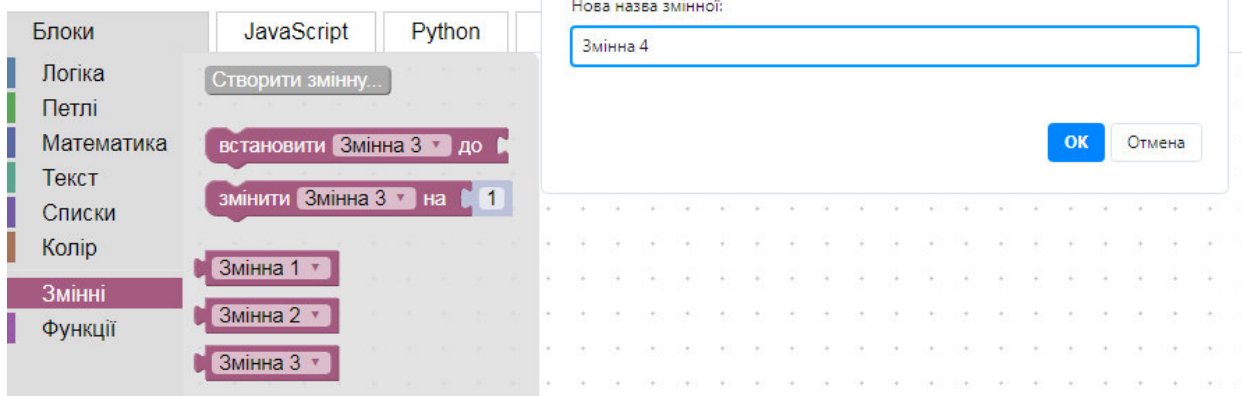 Блоки
JavaScript
Python
Логіка
Петлі
Математика
Текст
Списки
Колір
Змінні
Функції
Створити змінну...
встановити Змінна 3 до
змінити Змінна 3 на 1
Змінна 1
Змінна 2
Змінна 3
Нова назва змінної:
Змінна 4
OK
Отмена